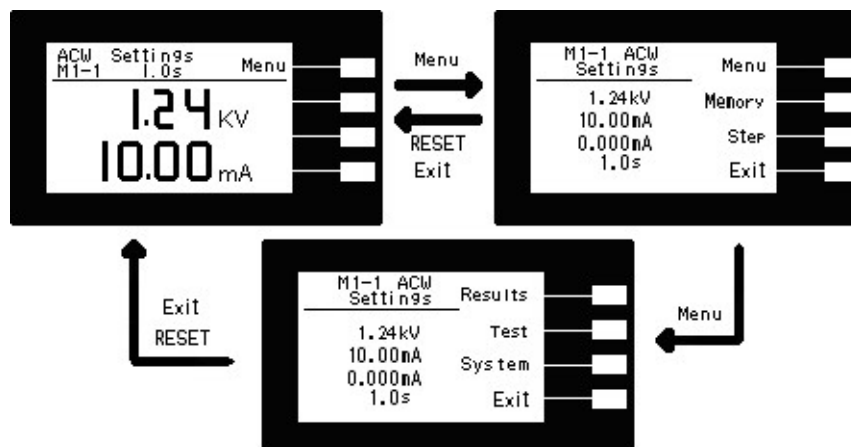 ACW Settings
M1-1 1.0s Menu
1.24 KV
10.00 mA
Menu
RESET
Exit
M1-1 ACW
Settings
Menu
1.24kV
Memory
10.00mA
Step
0.000mA
1.0s
Exit
Exit
RESET
M1-1 ACW
Settings
Results
1.24kV
Test
10.00mA
System
0.000mA
1.0s
Exit
Menu